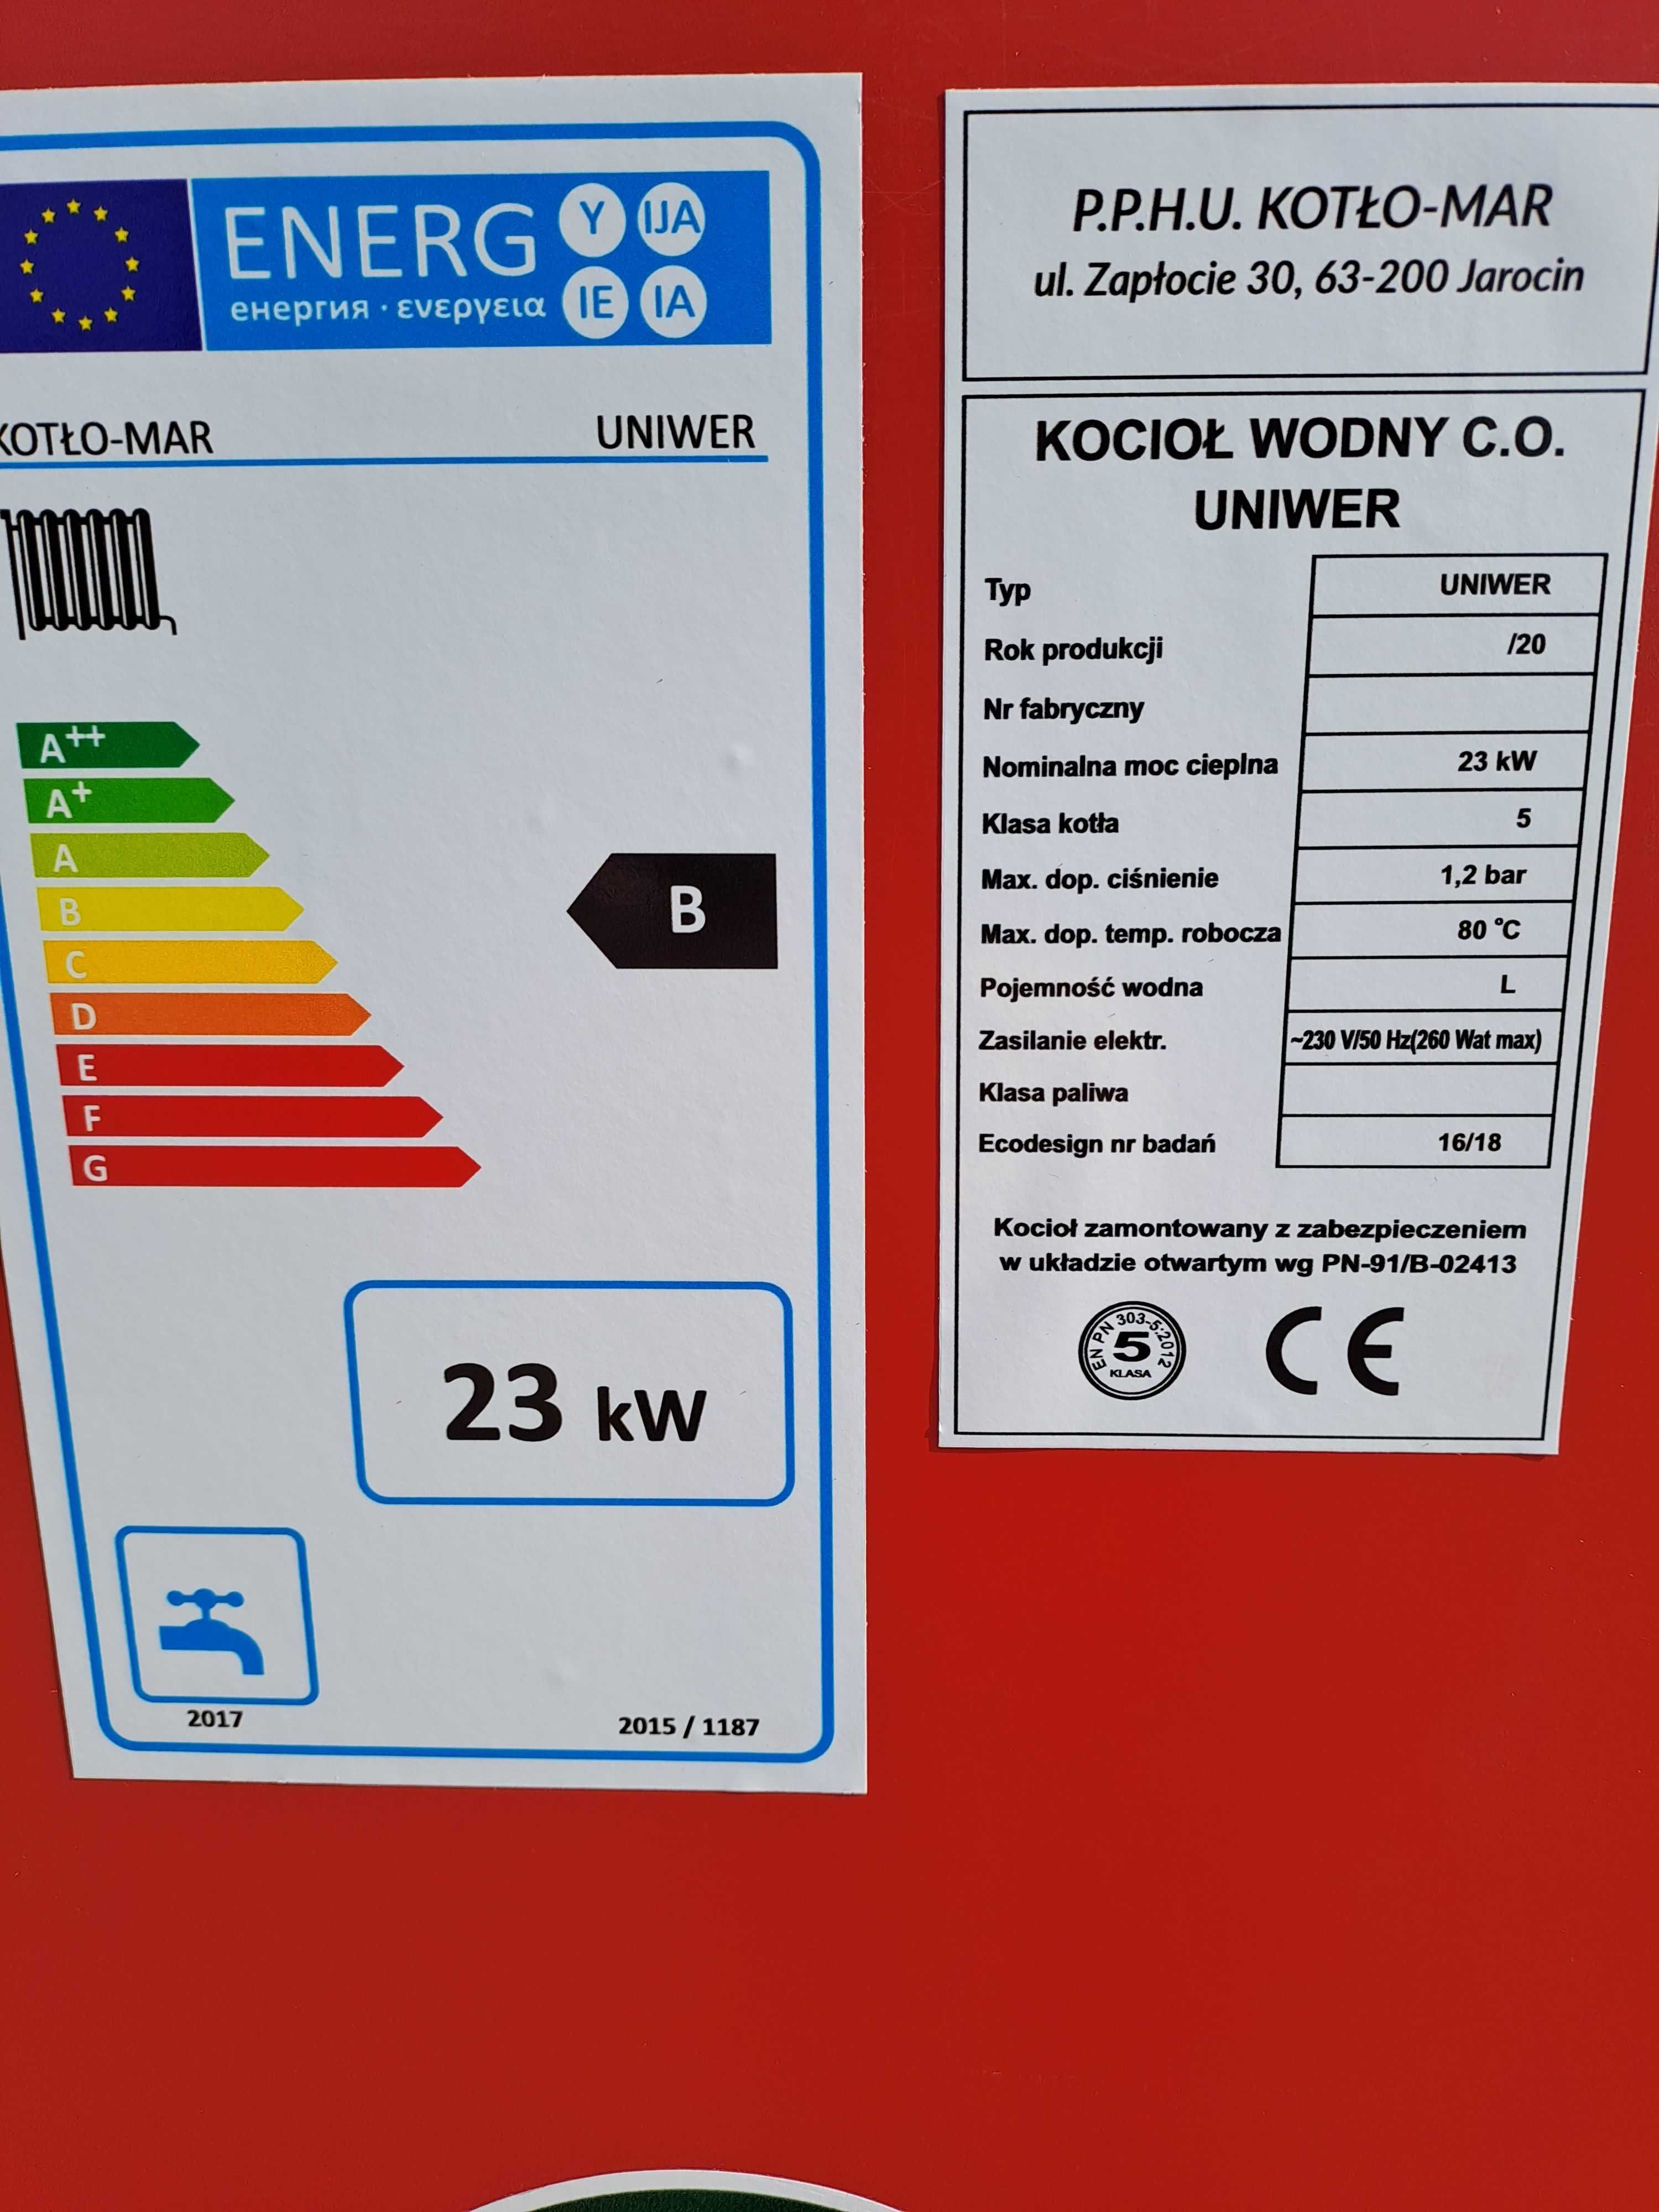 ENERG Y IJA
енергия · ενεργεια IE IA
KOTŁO-MAR UNIWER
A++
A+
A
B
C
D
E
F
G
B
23 kW
2017
2015 / 1187
P.P.H.U. KOTŁO-MAR
ul. Zapłocie 30, 63-200 Jarocin
KOCIOŁ WODNY C.O.
UNIWER
Typ UNIWER
Rok produkcji /20
Nr fabryczny
Nominalna moc cieplna 23 kW
Klasa kotła 5
Max. dop. ciśnienie 1,2 bar
Max. dop. temp. robocza 80 °C
Pojemność wodna L
Zasilanie elektr. ~230 V/50 Hz(260 Wat max)
Klasa paliwa
Ecodesign nr badań 16/18
Kocioł zamontowany z zabezpieczeniem
w układzie otwartym wg PN-91/B-02413
EN PN 303-5:2012
5
KLASA
CE